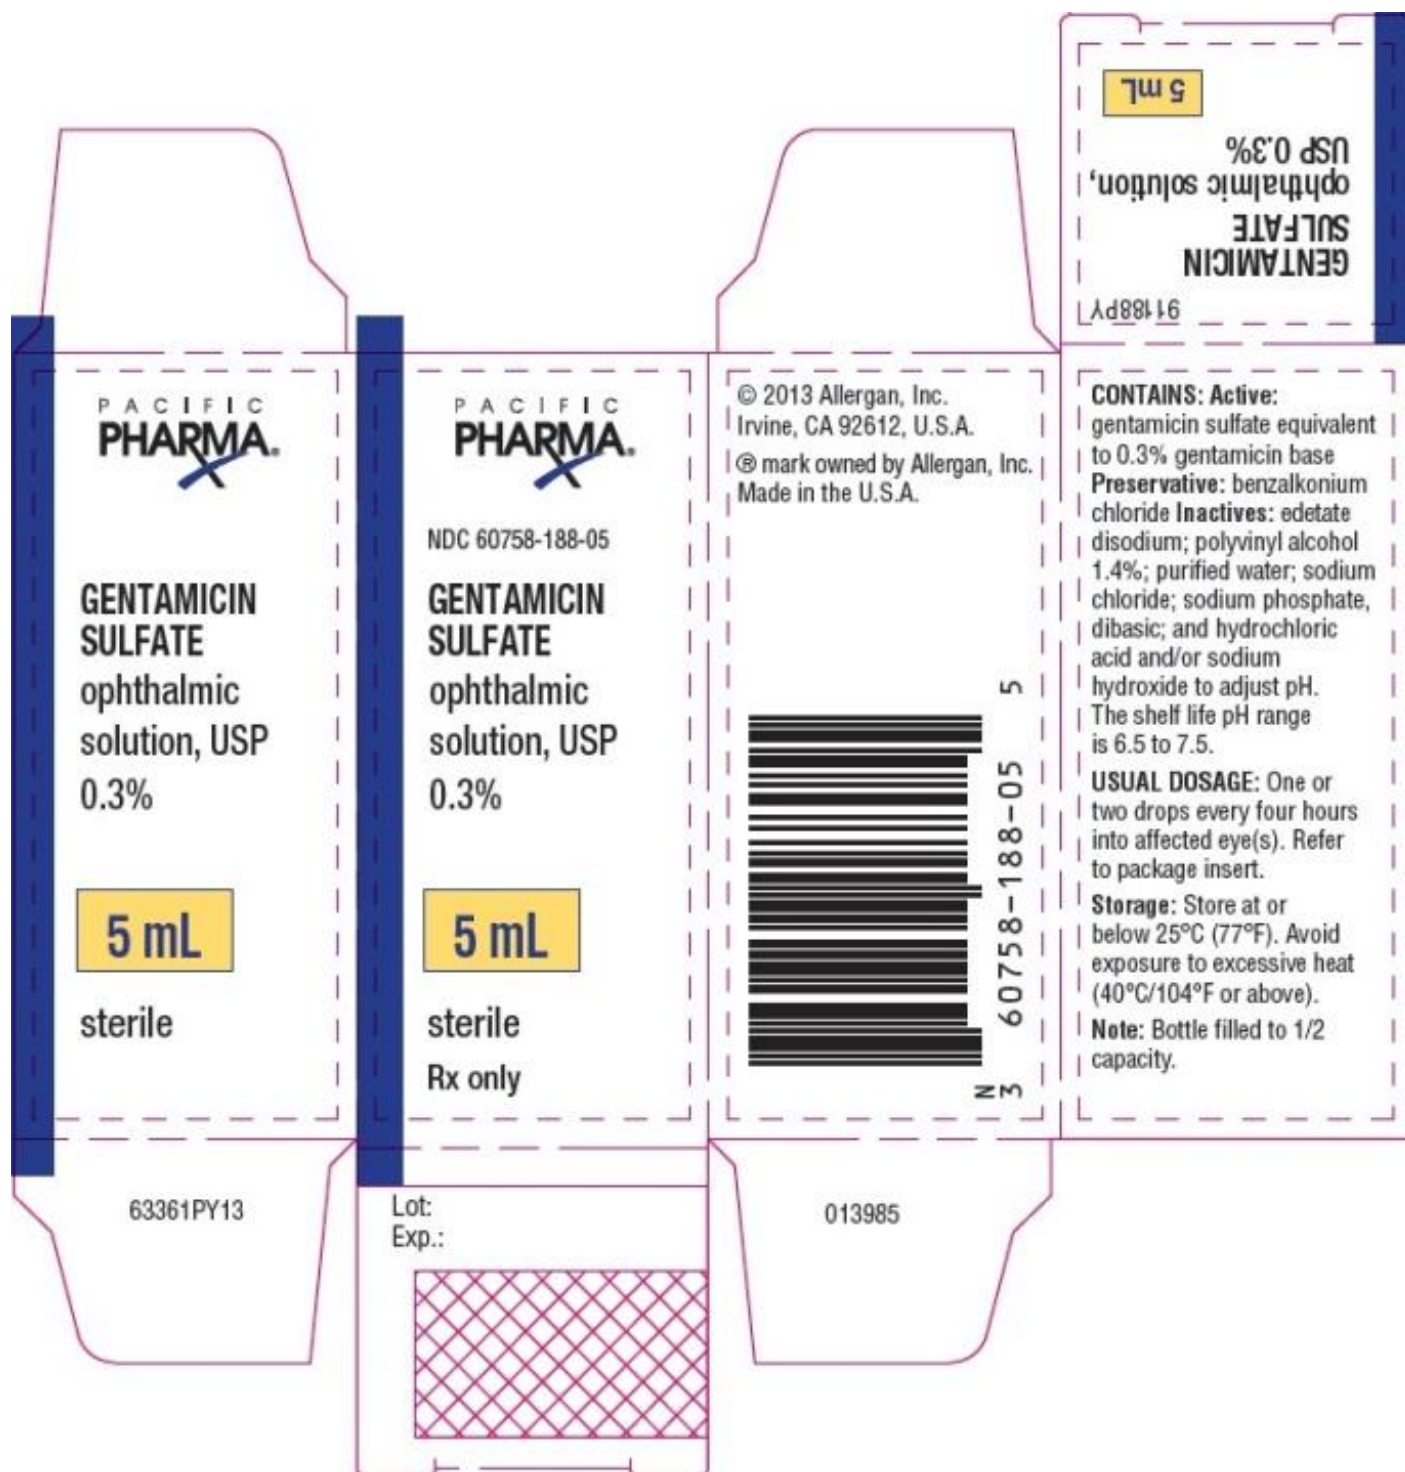 PACIFIC
PHARMA®
GENTAMICIN
SULFATE
ophthalmic
solution, USP
0.3%
5 mL
sterile
63361PY13
PACIFIC
PHARMA®
NDC 60758-188-05
GENTAMICIN
SULFATE
ophthalmic
solution, USP
0.3%
5 mL
sterile
Rx only
Lot:
Exp.:
© 2013 Allergan, Inc.
Irvine, CA 92612, U.S.A.
® mark owned by Allergan, Inc.
Made in the U.S.A.
N
3 60758-188-05 5
013985
91188PY
GENTAMICIN
SULFATE
ophthalmic solution,
USP 0.3%
5 mL
CONTAINS: Active:
gentamicin sulfate equivalent
to 0.3% gentamicin base
Preservative: benzalkonium
chloride Inactives: edetate
disodium; polyvinyl alcohol
1.4%; purified water; sodium
chloride; sodium phosphate,
dibasic; and hydrochloric
acid and/or sodium
hydroxide to adjust pH.
The shelf life pH range
is 6.5 to 7.5.
USUAL DOSAGE: One or
two drops every four hours
into affected eye(s). Refer
to package insert.
Storage: Store at or
below 25°C (77°F). Avoid
exposure to excessive heat
(40°C/104°F or above).
Note: Bottle filled to 1/2
capacity.